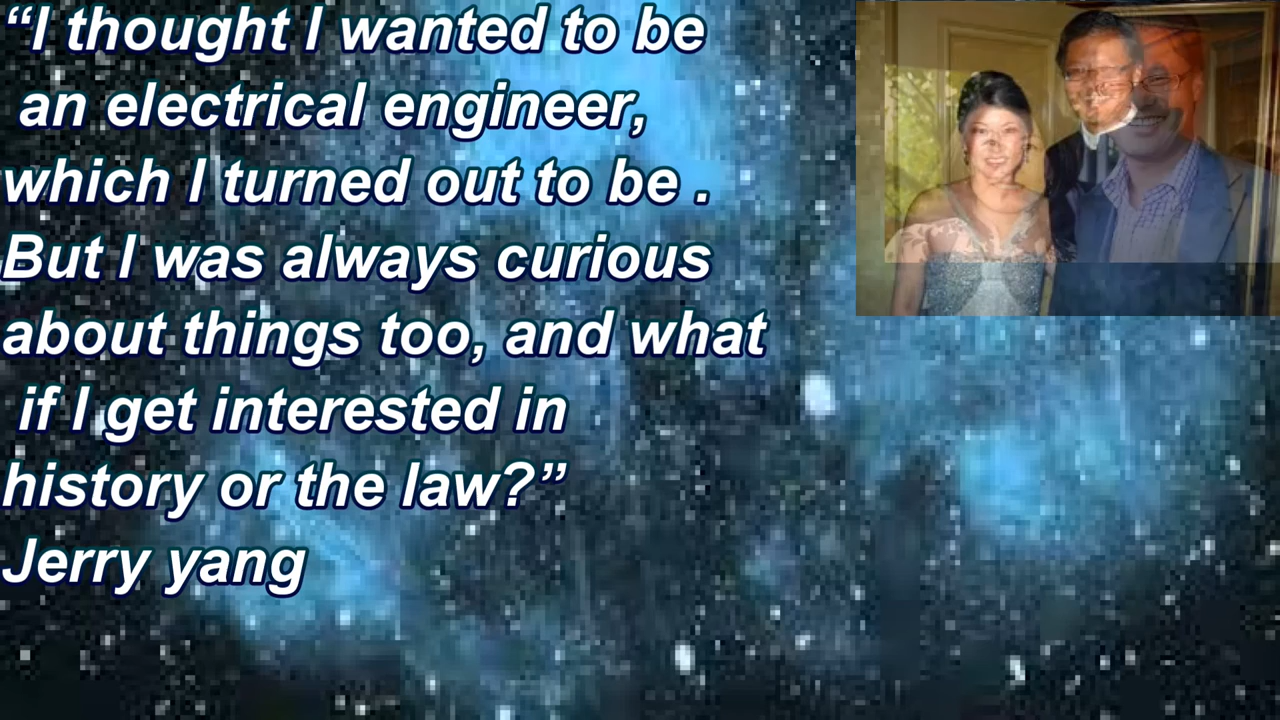 “I thought I wanted to be
an electrical engineer,
which I turned out to be .
But I was always curious
about things too, and what
if I get interested in
history or the law?”
Jerry yang